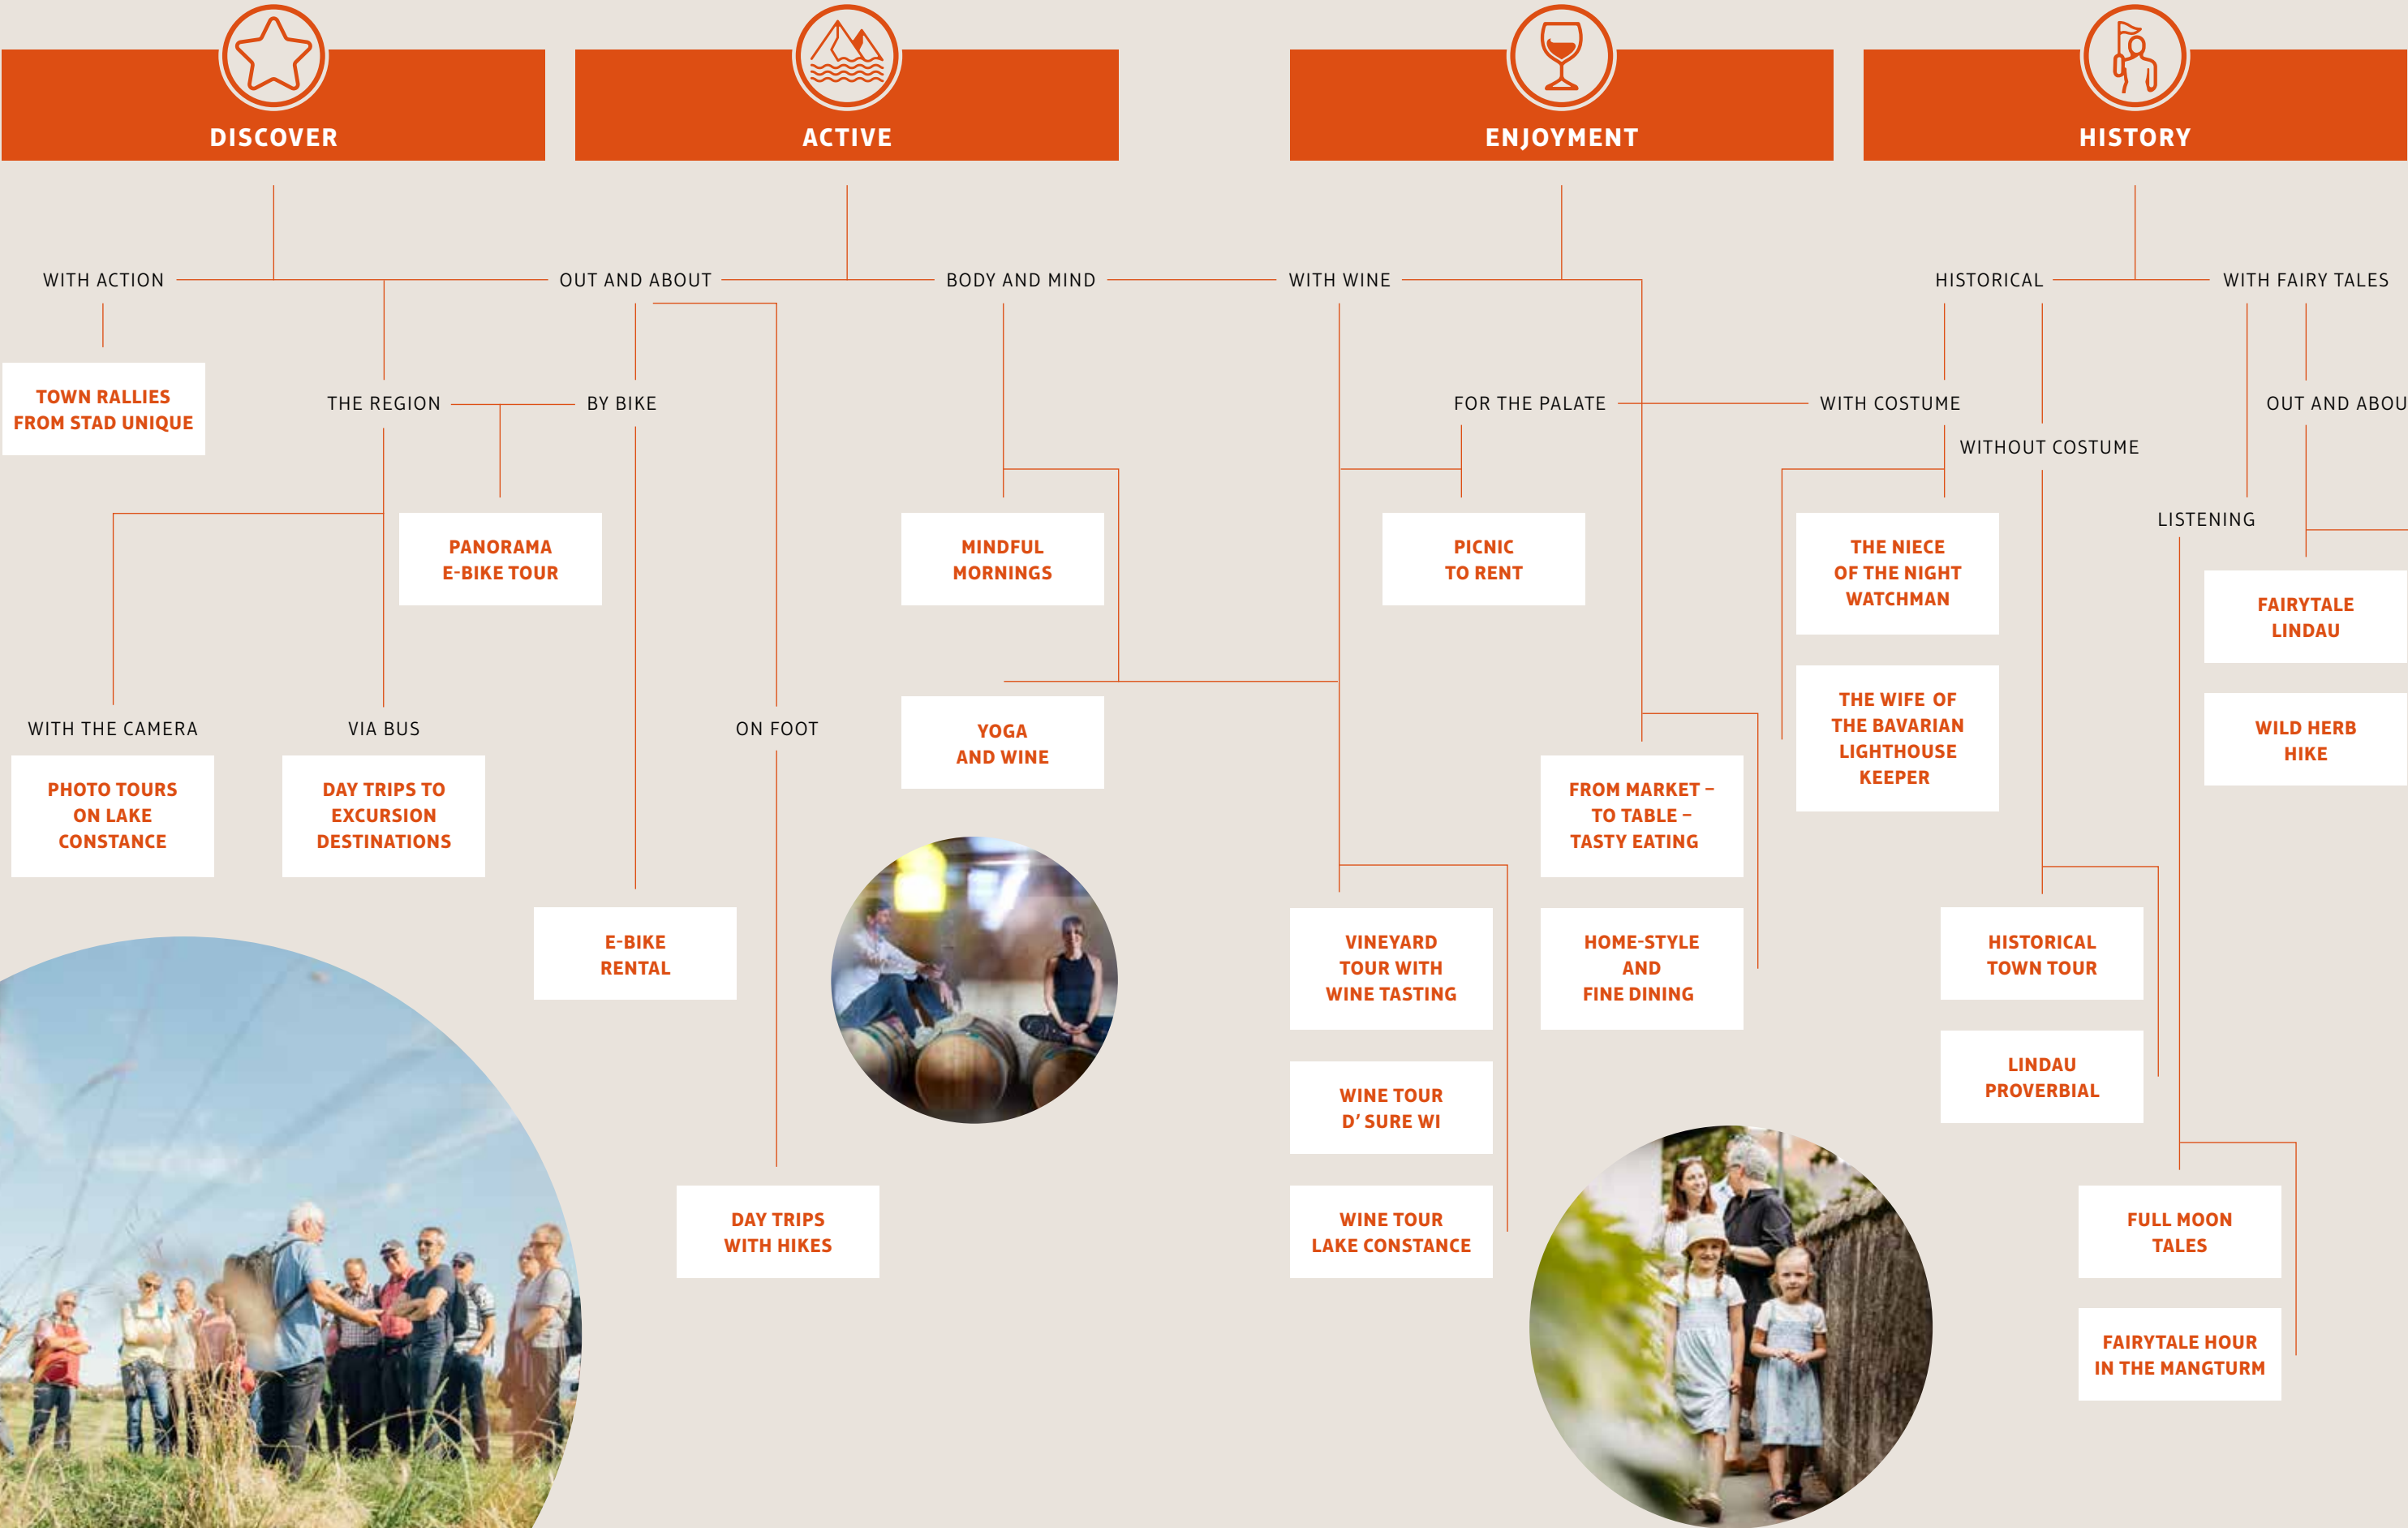 DISCOVER
ACTIVE
ENJOYMENT
HISTORY
WITH ACTION
OUT AND ABOUT
BODY AND MIND
WITH WINE
HISTORICAL
WITH FAIRY TALES
TOWN RALLIES
FROM STAD UNIQUE
THE REGION
BY BIKE
FOR THE PALATE
WITH COSTUME
OUT AND ABOU
WITHOUT COSTUME
LISTENING
PANORAMA
E-BIKE TOUR
MINDFUL
MORNINGS
PICNIC
TO RENT
THE NIECE
OF THE NIGHT
WATCHMAN
FAIRYTALE
LINDAU
WITH THE CAMERA
VIA BUS
ON FOOT
YOGA
AND WINE
THE WIFE OF
THE BAVARIAN
LIGHTHOUSE
KEEPER
WILD HERB
HIKE
PHOTO TOURS
ON LAKE
CONSTANCE
DAY TRIPS TO
EXCURSION
DESTINATIONS
FROM MARKET –
TO TABLE –
TASTY EATING
E-BIKE
RENTAL
VINEYARD
TOUR WITH
WINE TASTING
HOME-STYLE
AND
FINE DINING
HISTORICAL
TOWN TOUR
LINDAU
PROVERBIAL
WINE TOUR
D’ SURE WI
DAY TRIPS
WITH HIKES
WINE TOUR
LAKE CONSTANCE
FULL MOON
TALES
FAIRYTALE HOUR
IN THE MANGTURM